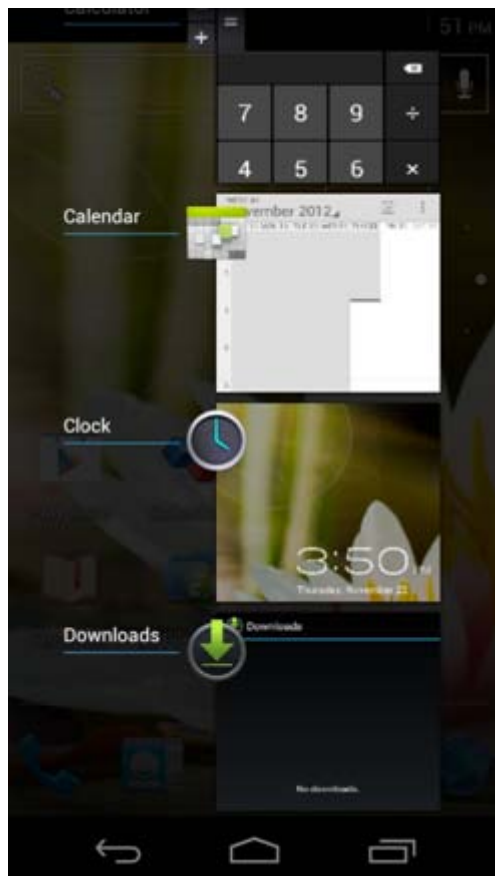 Calculator
51 PM
+
7 8 9 ÷
4 5 6 ×
Calendar
November 2012
Clock
3:50 PM
Thursday, November 22
Downloads
Downloads
No downloads.